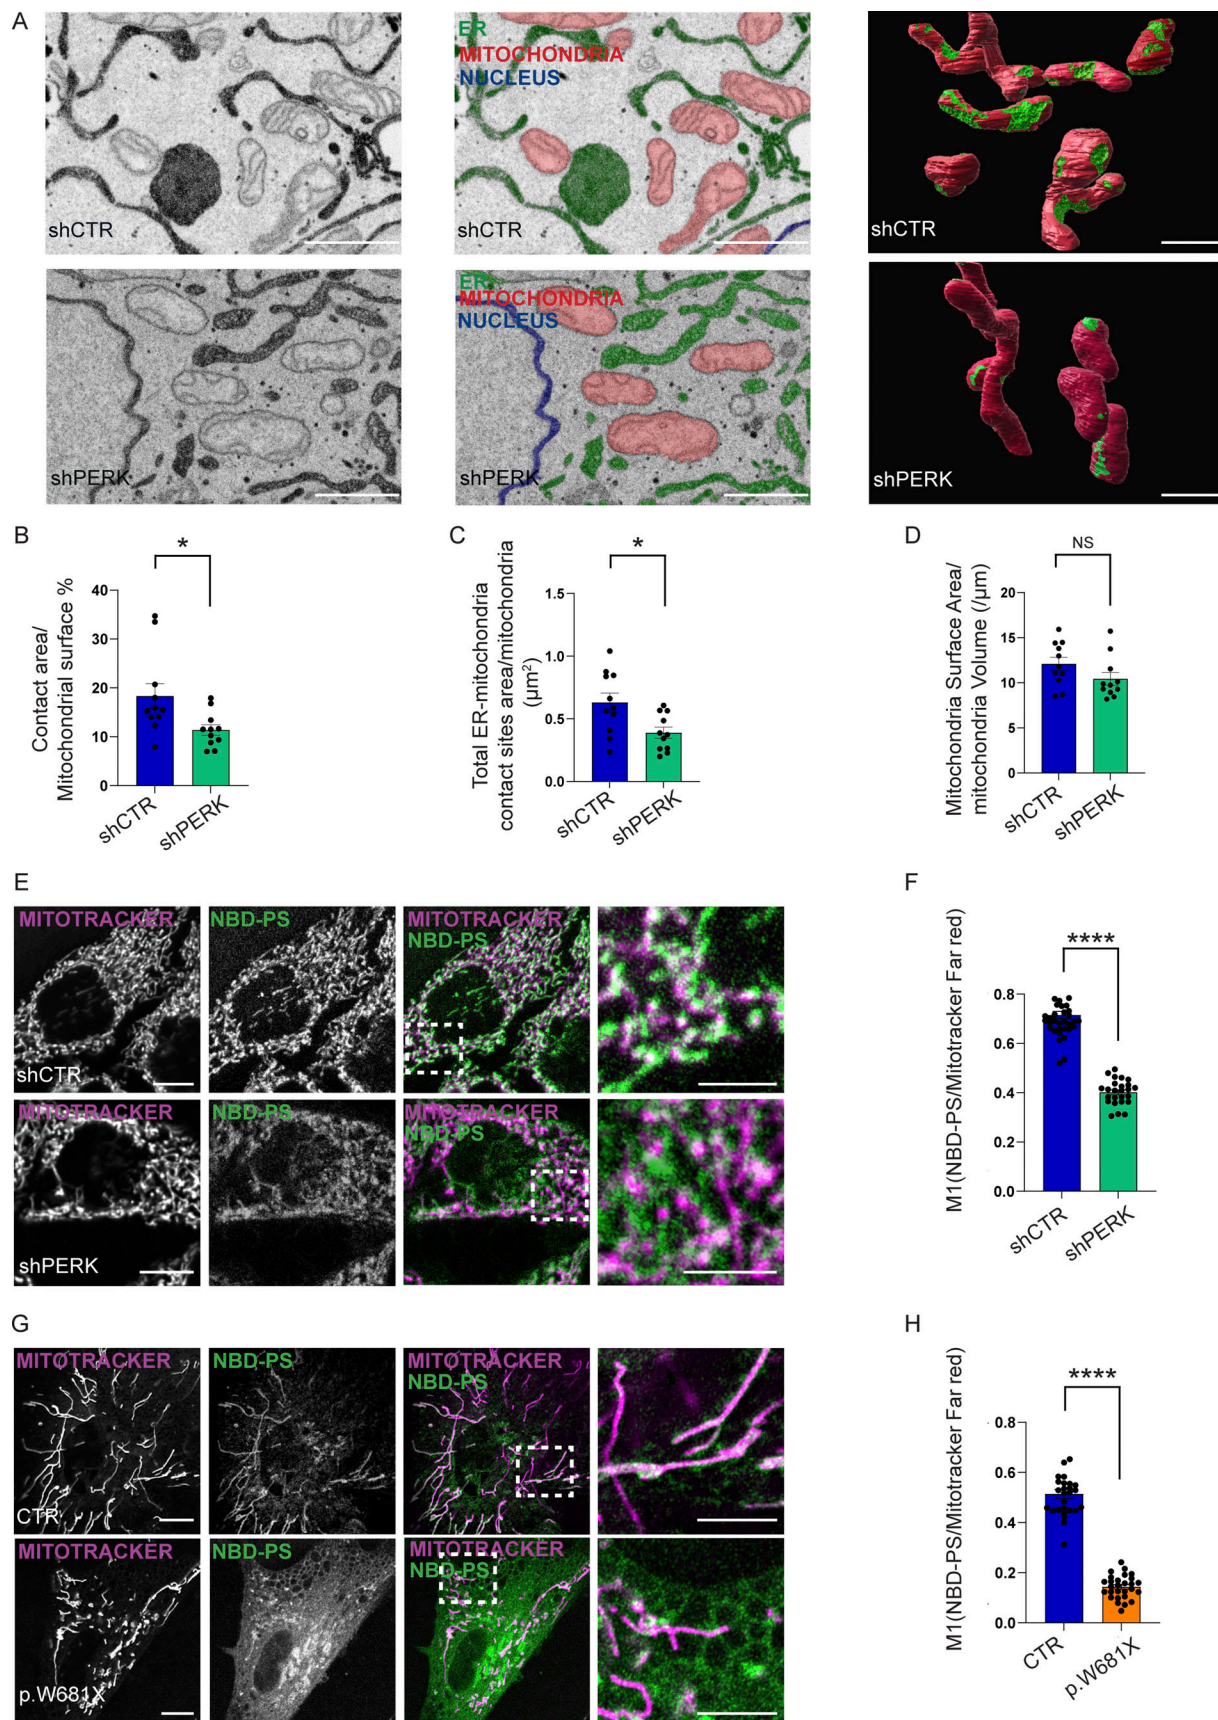 A
shCTR
ER
MITOCHONDRIA
NUCLEUS
shCTR
shCTR
shPERK
ER
MITOCHONDRIA
NUCLEUS
shPERK
shPERK
B
Contact area/
Mitochondrial surface %
40
30
20
10
0
*
shCTR
shPERK
C
Total ER-mitochondria
contact sites area/mitochondria
(µm²)
1.5
1.0
0.5
0.0
*
shCTR
shPERK
D
Mitochondria Surface Area/
mitochondria Volume (/µm)
20
15
10
5
0
NS
shCTR
shPERK
E
MITOTRACKER
NBD-PS
MITOTRACKER
NBD-PS
shCTR
MITOTRACKER
NBD-PS
MITOTRACKER
NBD-PS
shPERK
F
M1(NBD-PS/Mitotracker Far red)
0.8
0.6
0.4
0.2
0.0
****
shCTR
shPERK
G
MITOTRACKER
NBD-PS
MITOTRACKER
NBD-PS
CTR
MITOTRACKER
NBD-PS
MITOTRACKER
NBD-PS
p.W681X
H
M1(NBD-PS/Mitotracker Far red)
0.8
0.6
0.4
0.2
0.0
****
CTR
p.W681X